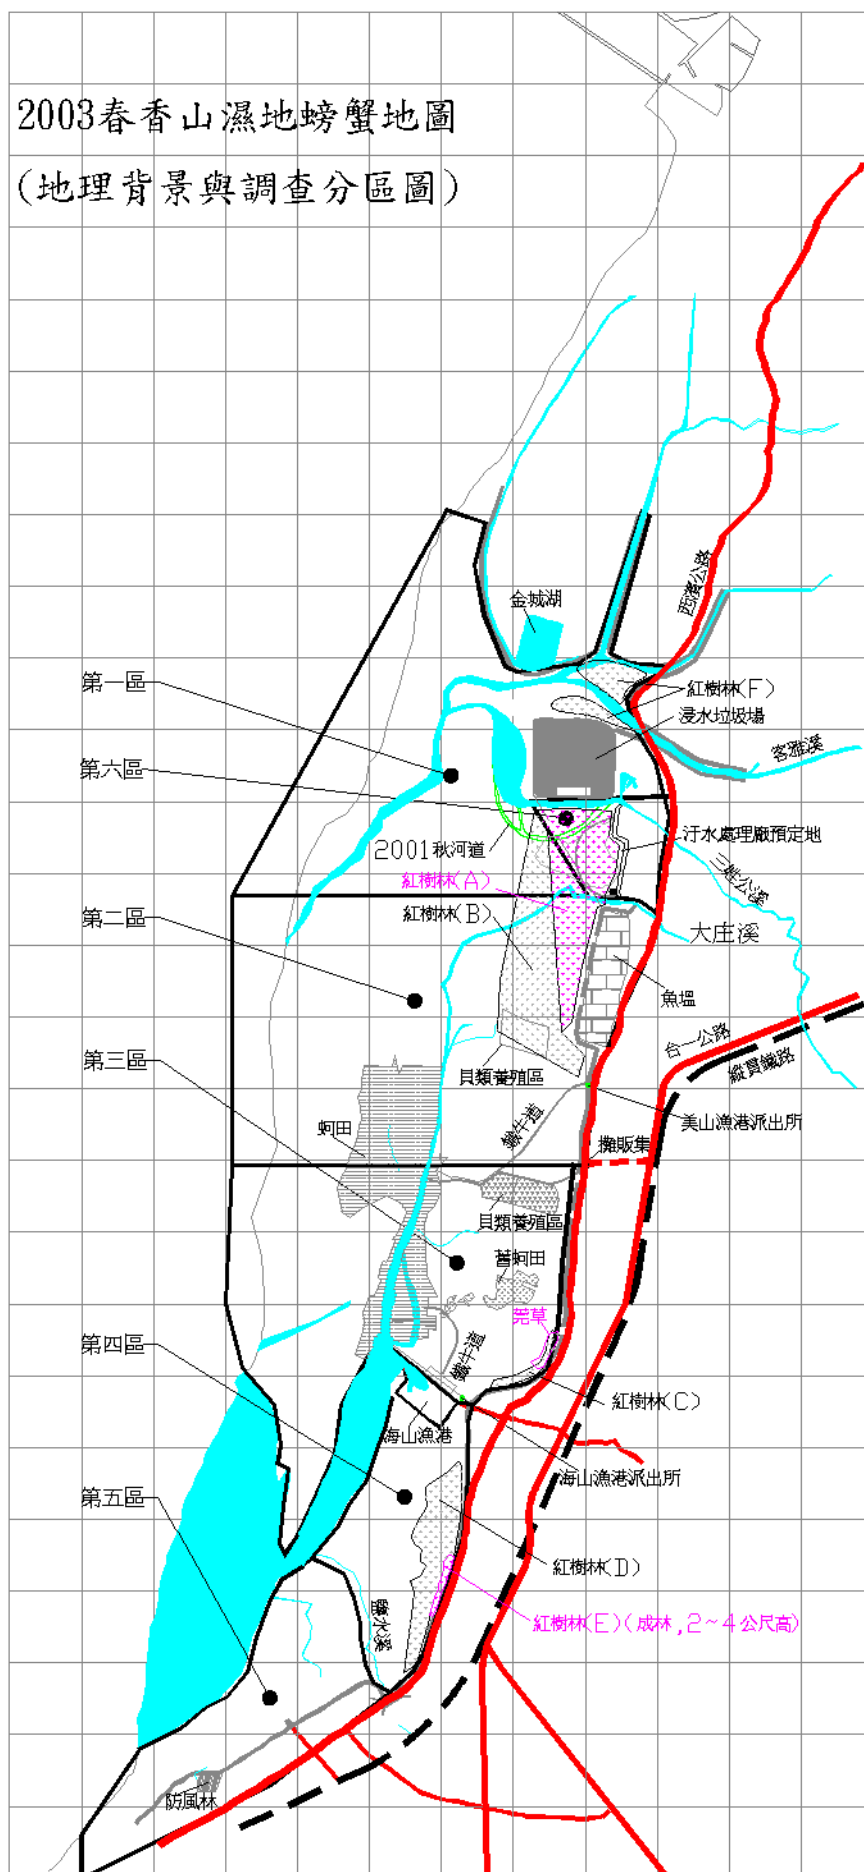 2003春香山濕地螃蟹地圖
(地理背景與調查分區圖)
西濱公路
金城湖
第一區
紅樹林(F)
浸水垃圾場
客雅溪
第六區
汙水處理廠預定地
2001秋河道
三姓公溪
紅樹林(A)
紅樹林(B)
第二區
大庄溪
魚塭
台一公路
第三區
縱貫鐵路
貝類養殖區
美山漁港派出所
蚵田
鐵牛道
攤販集
貝類養殖區
舊蚵田
莞草
第四區
鐵牛道
紅樹林(C)
海山漁港
海山漁港派出所
第五區
紅樹林(D)
鹽水溪
紅樹林(E)(成林,2~4公尺高)
防風林